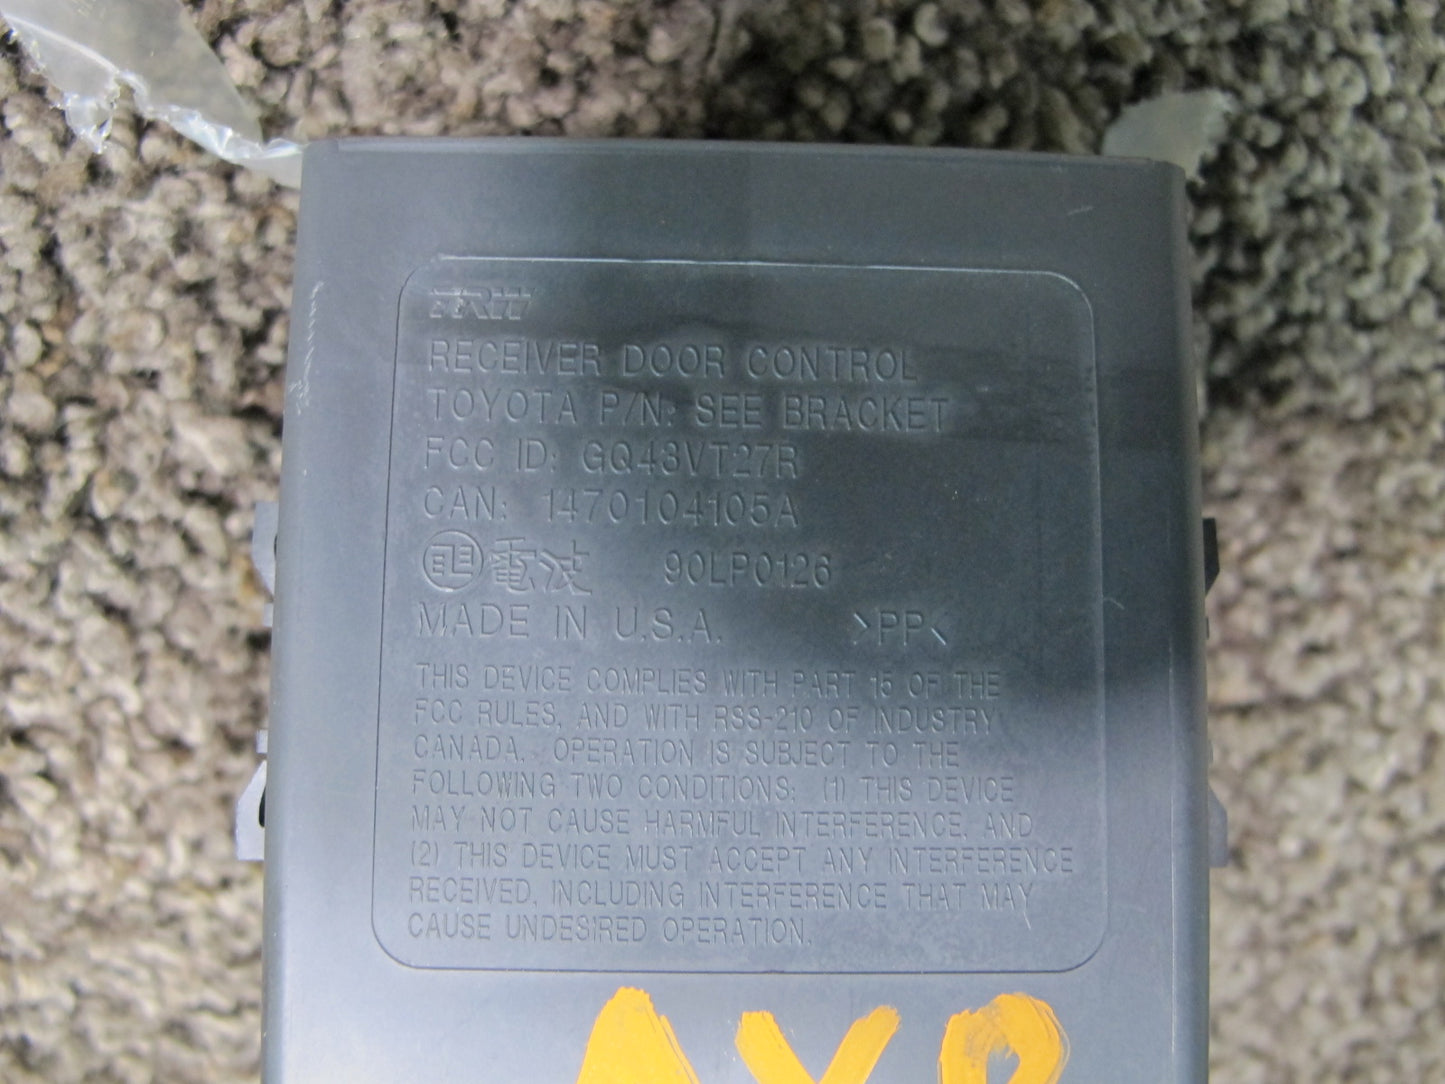 TRW
RECEIVER DOOR CONTROL
TOYOTA P/N: SEE BRACKET
FCC ID: GQ43VT27R
CAN: 1470104105A
電波 90LP0126
MADE IN U.S.A. >PP<
THIS DEVICE COMPLIES WITH PART 15 OF THE
FCC RULES, AND WITH RSS-210 OF INDUSTRY
CANADA. OPERATION IS SUBJECT TO THE
FOLLOWING TWO CONDITIONS: (1) THIS DEVICE
MAY NOT CAUSE HARMFUL INTERFERENCE, AND
(2) THIS DEVICE MUST ACCEPT ANY INTERFERENCE
RECEIVED, INCLUDING INTERFERENCE THAT MAY
CAUSE UNDESIRED OPERATION.